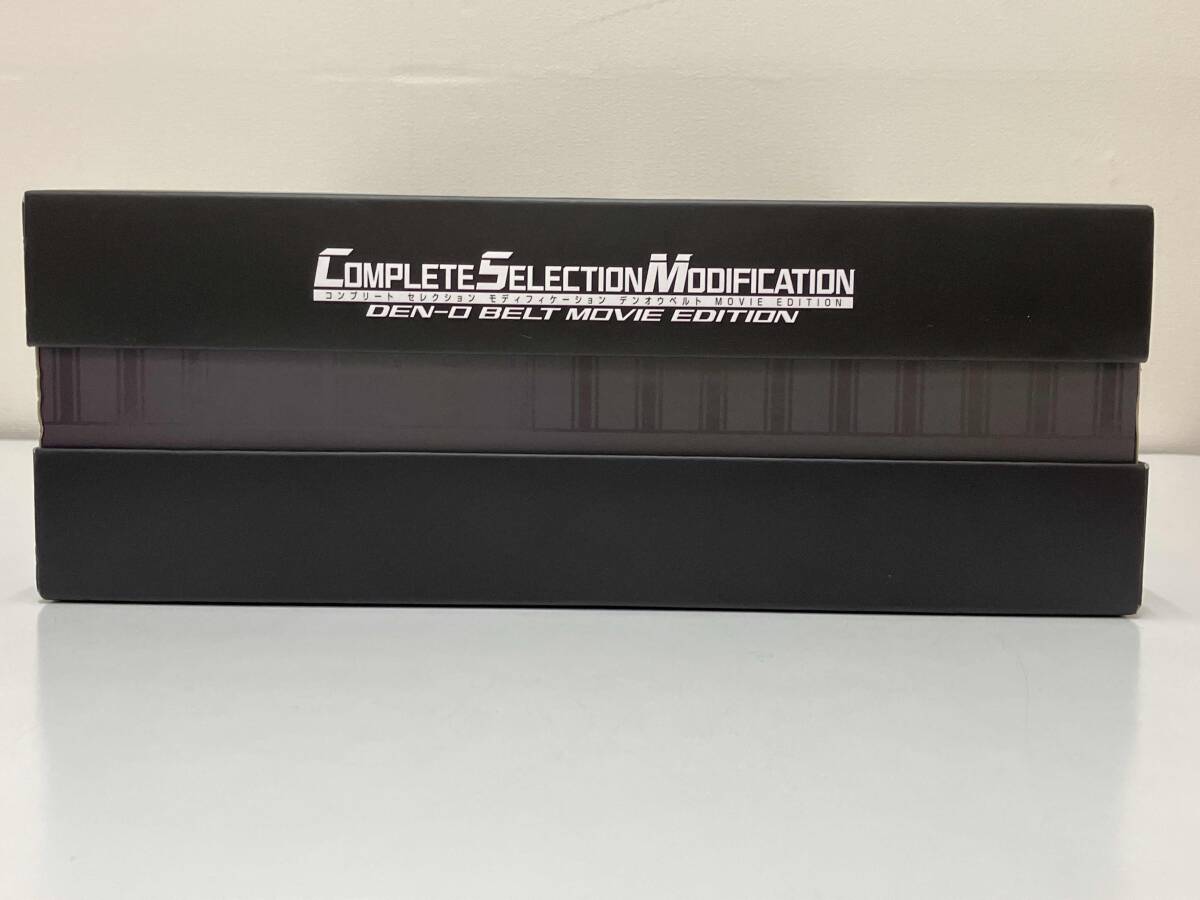 COMPLETE SELECTION MODIFICATION
コンプリート セレクション モディフィケーション デンオウベルト MOVIE EDITION
DEN-O BELT MOVIE EDITION